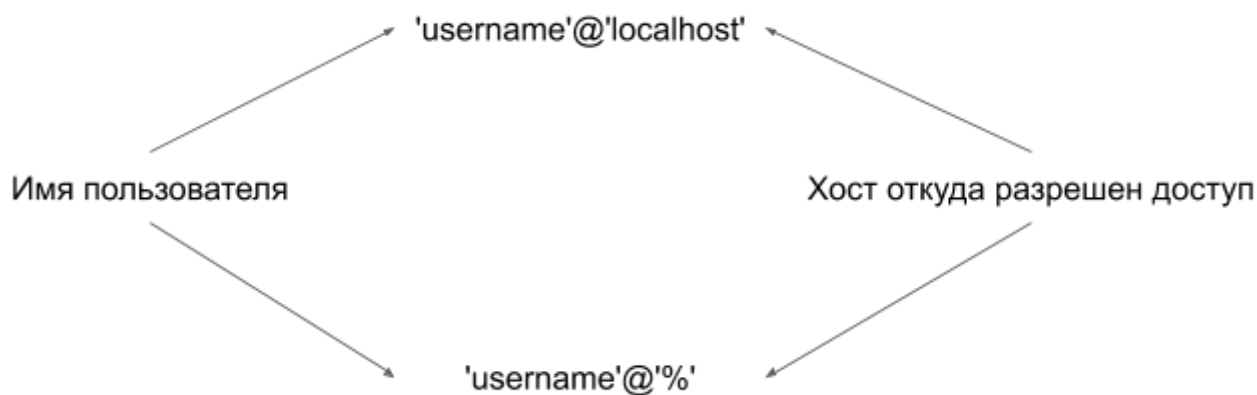 'username'@'localhost'
Имя пользователя
Хост откуда разрешен доступ
'username'@'%'